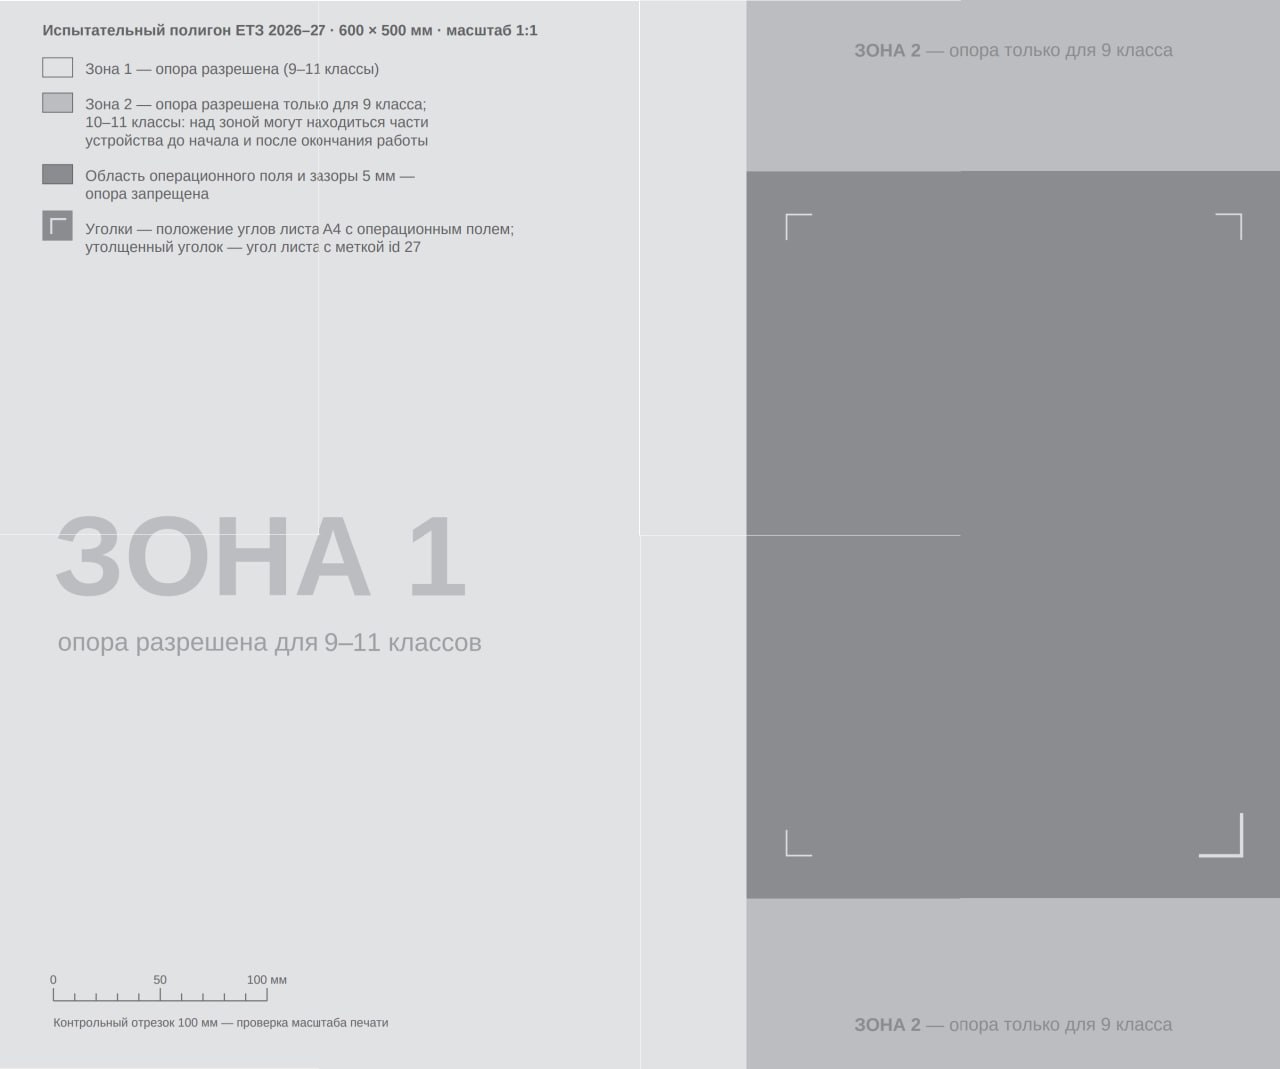 Испытательный полигон ЕТЗ 2026–27 · 600 × 500 мм · масштаб 1:1
Зона 1 — опора разрешена (9–11 классы)
Зона 2 — опора разрешена только для 9 класса;
10–11 классы: над зоной могут находиться части
устройства до начала и после окончания работы
Область операционного поля и зазоры 5 мм —
опора запрещена
Уголки — положение углов листа А4 с операционным полем;
утолщенный уголок — угол листа с меткой id 27
ЗОНА 2 — опора только для 9 класса
ЗОНА 1
опора разрешена для 9–11 классов
0 50 100 мм
Контрольный отрезок 100 мм — проверка масштаба печати
ЗОНА 2 — опора только для 9 класса